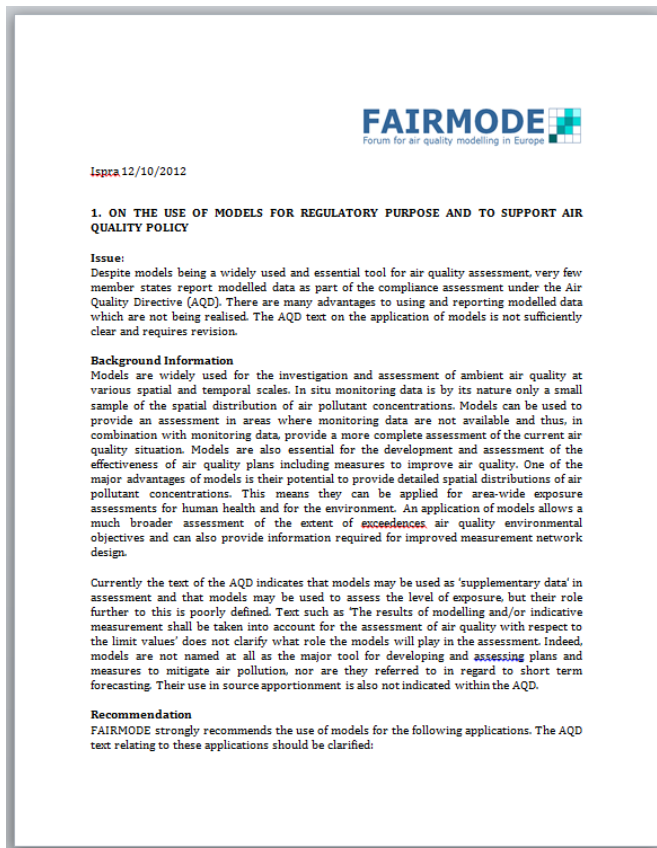 FAIRMODE
Forum for air quality modelling in Europe
Ispra 12/10/2012
1. ON THE USE OF MODELS FOR REGULATORY PURPOSE AND TO SUPPORT AIR
QUALITY POLICY
Issue:
Despite models being a widely used and essential tool for air quality assessment, very few
member states report modelled data as part of the compliance assessment under the Air
Quality Directive (AQD). There are many advantages to using and reporting modelled data
which are not being realised. The AQD text on the application of models is not sufficiently
clear and requires revision.
Background Information
Models are widely used for the investigation and assessment of ambient air quality at
various spatial and temporal scales. In situ monitoring data is by its nature only a small
sample of the spatial distribution of air pollutant concentrations. Models can be used to
provide an assessment in areas where monitoring data are not available and thus, in
combination with monitoring data, provide a more complete assessment of the current air
quality situation. Models are also essential for the development and assessment of the
effectiveness of air quality plans including measures to improve air quality. One of the
major advantages of models is their potential to provide detailed spatial distributions of air
pollutant concentrations. This means they can be applied for area-wide exposure
assessments for human health and for the environment. An application of models allows a
much broader assessment of the extent of exceedences air quality environmental
objectives and can also provide information required for improved measurement network
design.
Currently the text of the AQD indicates that models may be used as 'supplementary data' in
assessment and that models may be used to assess the level of exposure, but their role
further to this is poorly defined. Text such as 'The results of modelling and/or indicative
measurement shall be taken into account for the assessment of air quality with respect to
the limit values' does not clarify what role the models will play in the assessment. Indeed,
models are not named at all as the major tool for developing and assessing plans and
measures to mitigate air pollution, nor are they referred to in regard to short term
forecasting. Their use in source apportionment is also not indicated within the AQD.
Recommendation
FAIRMODE strongly recommends the use of models for the following applications. The AQD
text relating to these applications should be clarified: